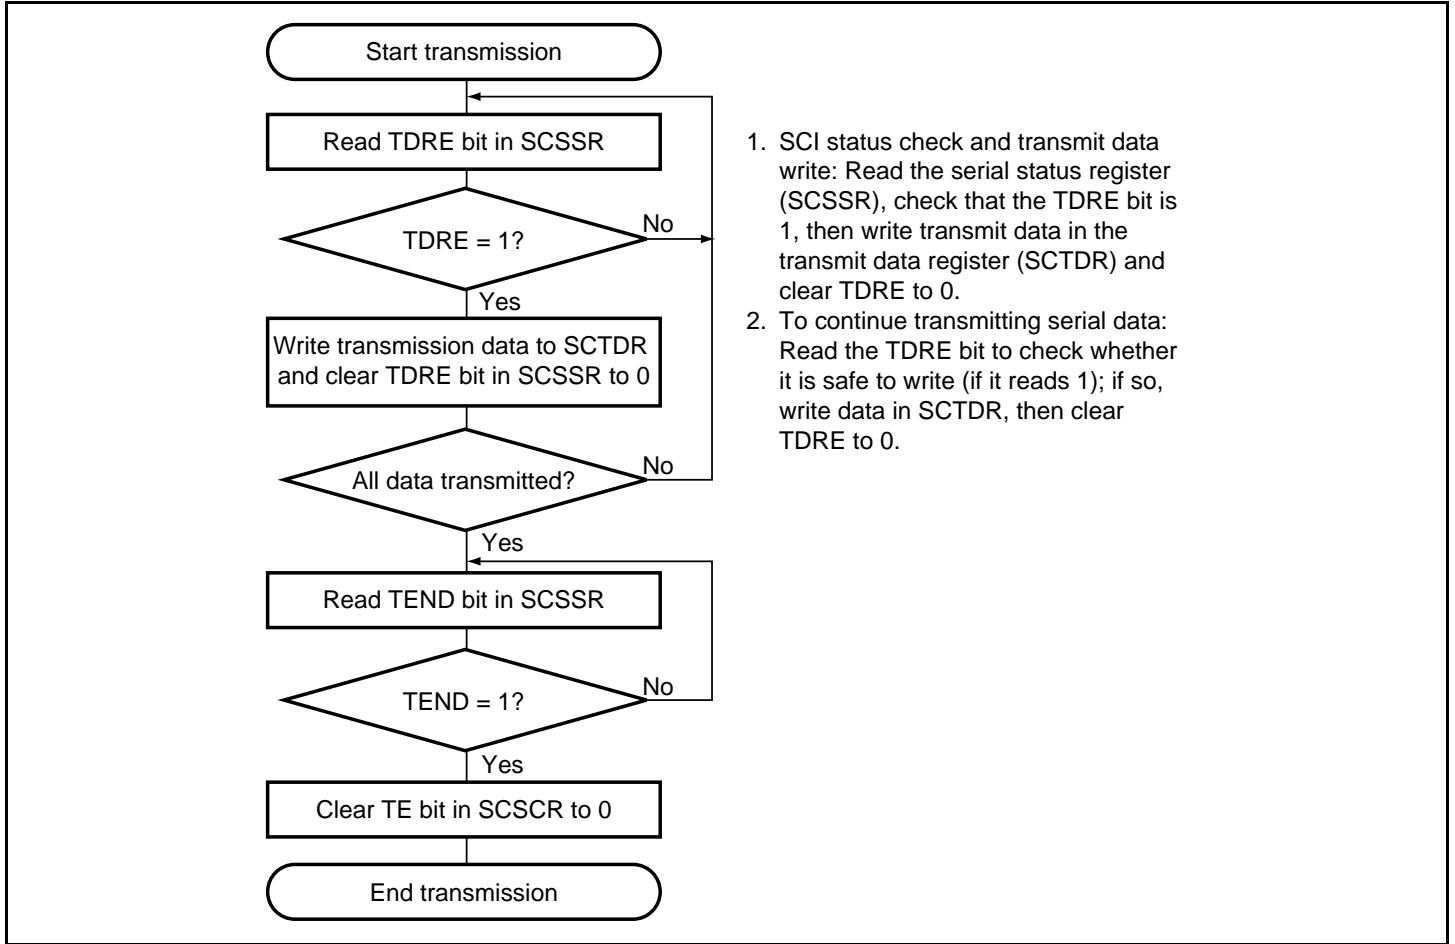 Start transmission
Read TDRE bit in SCSSR
TDRE = 1?
No
Yes
Write transmission data to SCTDR
and clear TDRE bit in SCSSR to 0
All data transmitted?
No
Yes
Read TEND bit in SCSSR
TEND = 1?
No
Yes
Clear TE bit in SCSCR to 0
End transmission
1. SCI status check and transmit data
write: Read the serial status register
(SCSSR), check that the TDRE bit is
1, then write transmit data in the
transmit data register (SCTDR) and
clear TDRE to 0.
2. To continue transmitting serial data:
Read the TDRE bit to check whether
it is safe to write (if it reads 1); if so,
write data in SCTDR, then clear
TDRE to 0.